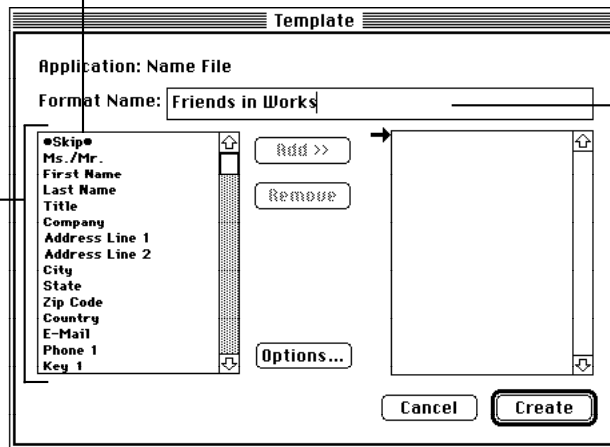 Template
Application: Name File
Format Name: Friends in Works
●Skip●
Ms./Mr.
First Name
Last Name
Title
Company
Address Line 1
Address Line 2
City
State
Zip Code
Country
E-Mail
Phone 1
Key 1
Add >>
Remove
Options...
Cancel
Create